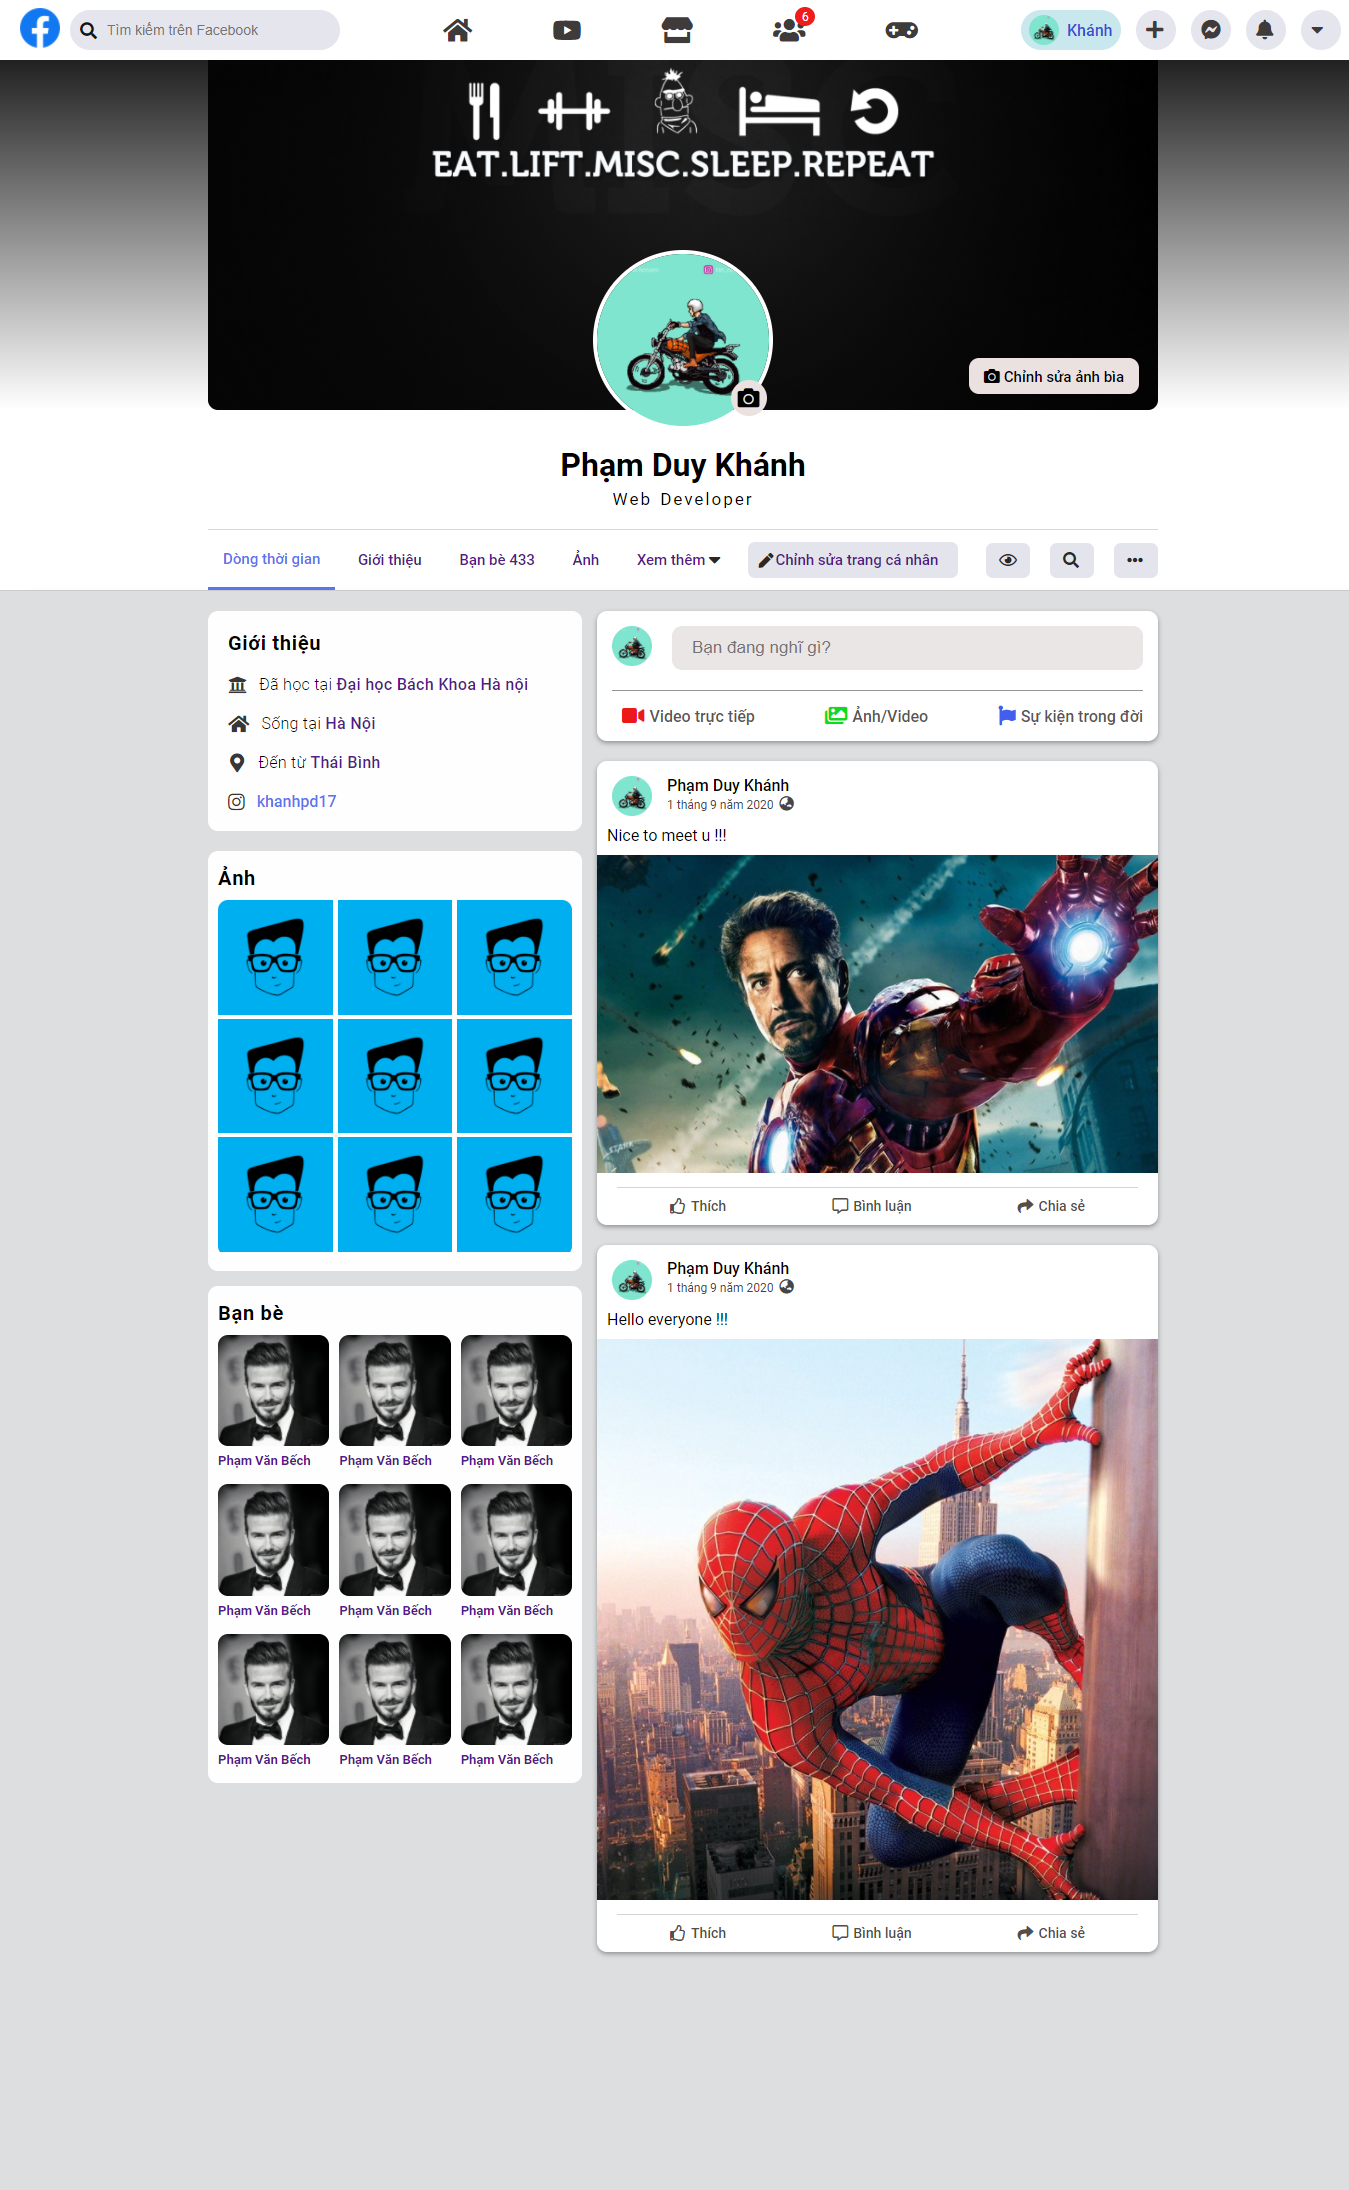 Tìm kiếm trên Facebook
6
Khánh
EAT.LIFT.MISC.SLEEP.REPEAT
Chỉnh sửa ảnh bìa
Phạm Duy Khánh
Web Developer
Dòng thời gian
Giới thiệu
Bạn bè 433
Ảnh
Xem thêm
Chỉnh sửa trang cá nhân
Giới thiệu
Đã học tại Đại học Bách Khoa Hà nội
Sống tại Hà Nội
Đến từ Thái Bình
khanhpd17
Ảnh
Bạn bè
Phạm Văn Bếch
Phạm Văn Bếch
Phạm Văn Bếch
Phạm Văn Bếch
Phạm Văn Bếch
Phạm Văn Bếch
Phạm Văn Bếch
Phạm Văn Bếch
Phạm Văn Bếch
Bạn đang nghĩ gì?
Video trực tiếp
Ảnh/Video
Sự kiện trong đời
Phạm Duy Khánh
1 tháng 9 năm 2020
Nice to meet u !!!
STARK
Thích
Bình luận
Chia sẻ
Phạm Duy Khánh
1 tháng 9 năm 2020
Hello everyone !!!
Thích
Bình luận
Chia sẻ